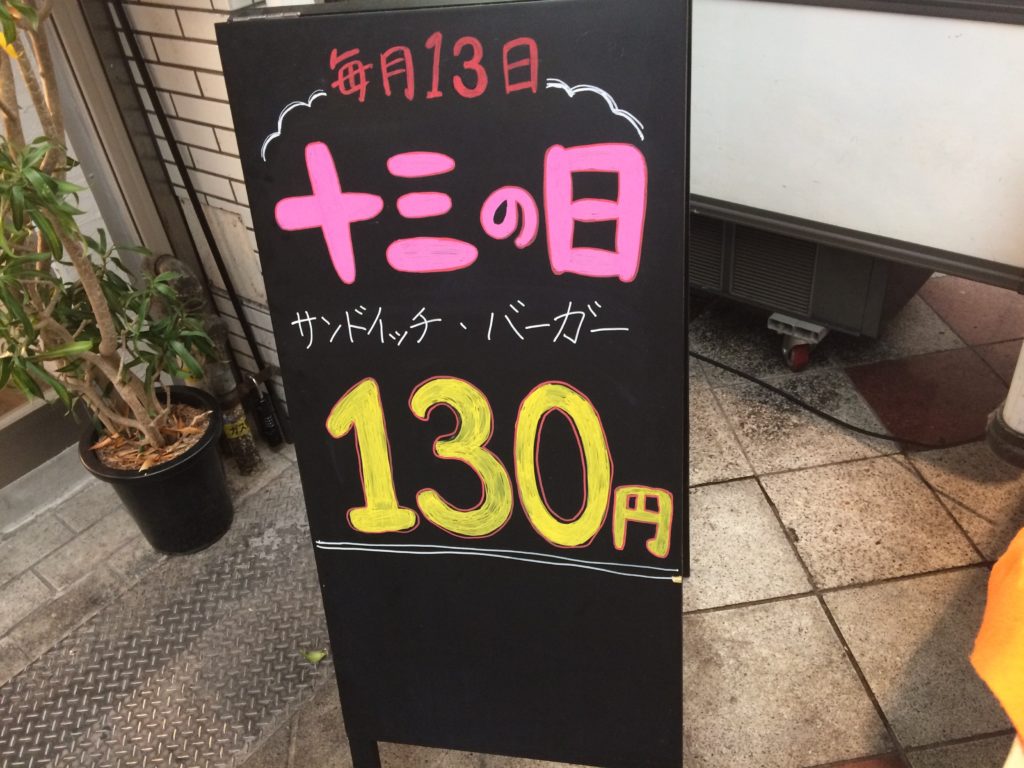 毎月13日
十三の日
サンドイッチ・バーガー
130円